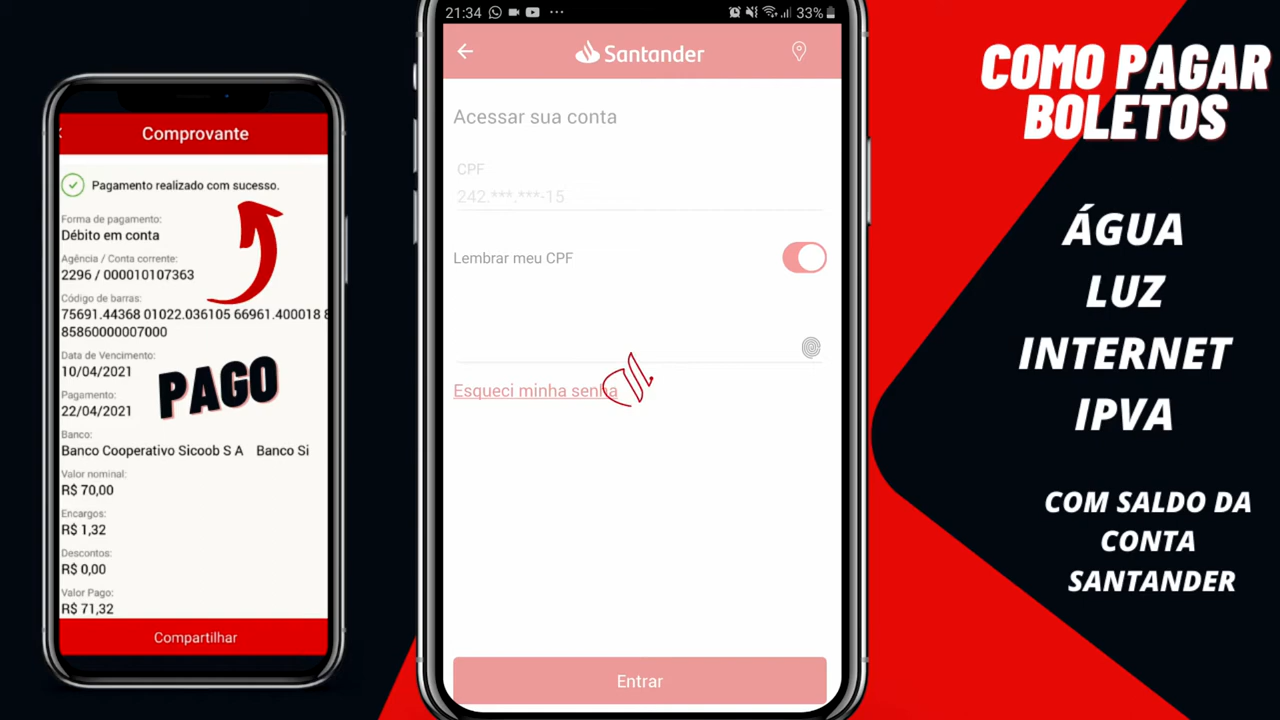 Comprovante
Pagamento realizado com sucesso.
Forma de pagamento:
Débito em conta
Agência / Conta corrente:
2296 / 000010107363
Código de barras:
75691.44368 01022.036105 66961.400018 8
85860000007000
Data de Vencimento:
10/04/2021
Pagamento:
22/04/2021
PAGO
Banco:
Banco Cooperativo Sicoob S A Banco Si
Valor nominal:
R$ 70,00
Encargos:
R$ 1,32
Descontos:
R$ 0,00
Valor Pago:
R$ 71,32
Compartilhar
21:34
33%
Santander
Acessar sua conta
CPF
242.***.***-15
Lembrar meu CPF
Esqueci minha senha
Entrar
COMO PAGAR
BOLETOS
ÁGUA
LUZ
INTERNET
IPVA
COM SALDO DA
CONTA
SANTANDER